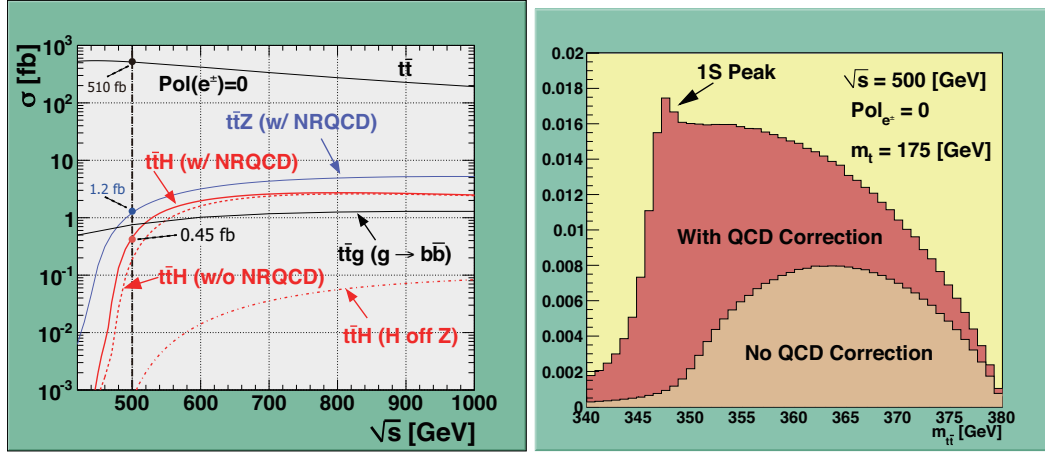 σ [fb]
10³
10²
10
1
10⁻¹
10⁻²
10⁻³
510 fb
Pol(e±)=0
tt̄
tt̄Z (w/ NRQCD)
tt̄H (w/ NRQCD)
1.2 fb
0.45 fb
tt̄g (g → bb̄)
tt̄H (w/o NRQCD)
tt̄H (H off Z)
500 600 700 800 900 1000
√s [GeV]
0.02
0.018
0.016
0.014
0.012
0.01
0.008
0.006
0.004
0.002
0
1S Peak
√s = 500 [GeV]
Pol e± = 0
mt = 175 [GeV]
With QCD Correction
No QCD Correction
340 345 350 355 360 365 370 375 380
mtt̄ [GeV]